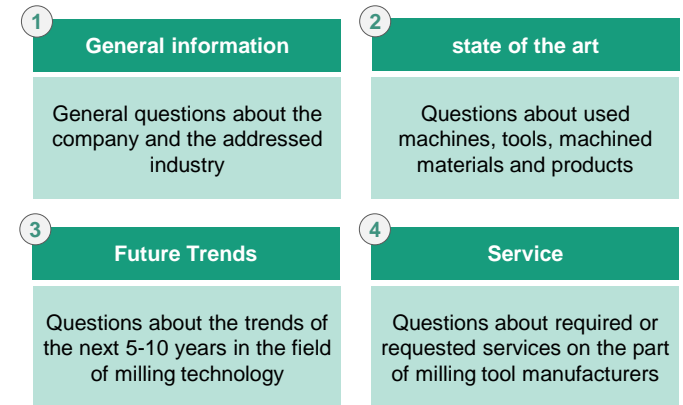 1
General information
General questions about the
company and the addressed
industry
2
state of the art
Questions about used
machines, tools, machined
materials and products
3
Future Trends
Questions about the trends of
the next 5-10 years in the field
of milling technology
4
Service
Questions about required or
requested services on the part
of milling tool manufacturers